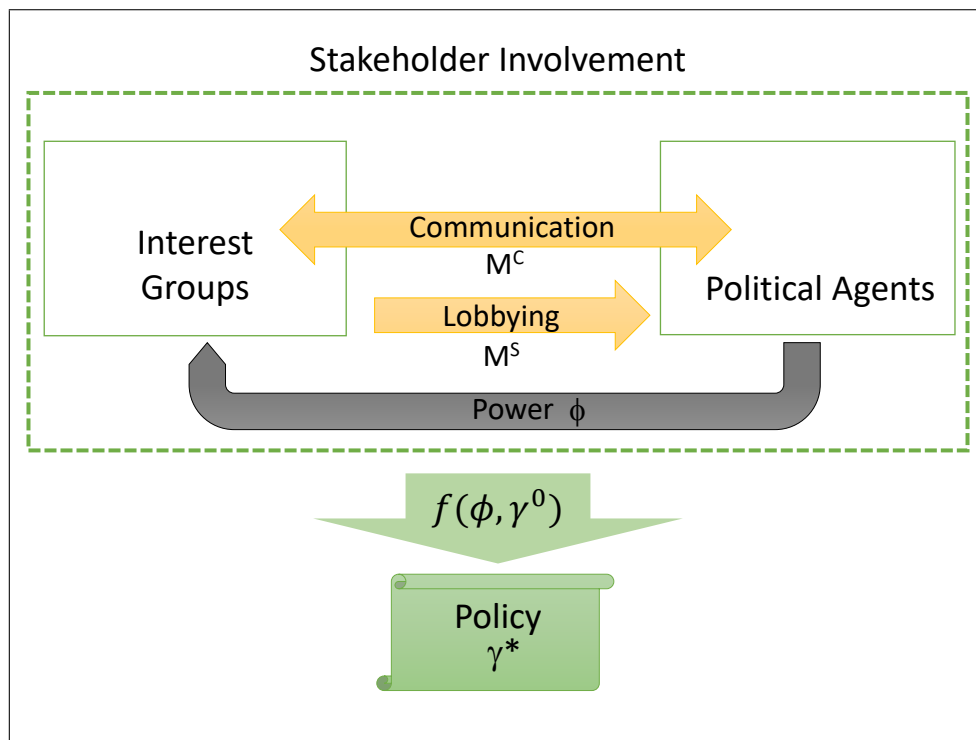 Stakeholder Involvement
Interest
Groups
Communication
M^C
Lobbying
M^S
Political Agents
Power ϕ
f(ϕ, γ^0)
Policy
γ*